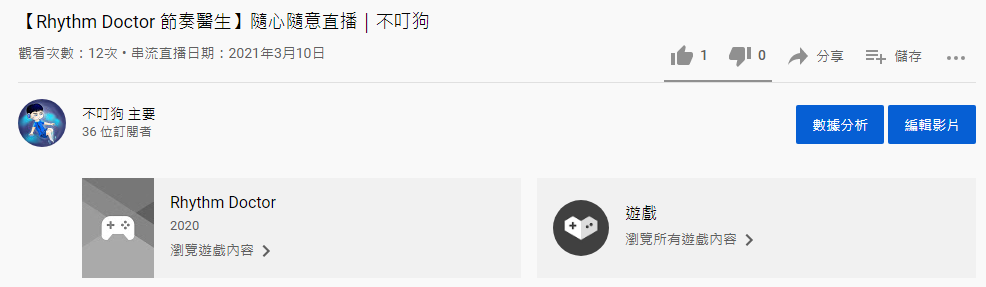 【Rhythm Doctor 節奏醫生】隨心隨意直播｜不叮狗
觀看次數：12次 • 串流直播日期：2021年3月10日
1 0 分享 儲存
不叮狗 主要
36 位訂閱者
數據分析 編輯影片
Rhythm Doctor
2020
瀏覽遊戲內容
遊戲
瀏覽所有遊戲內容